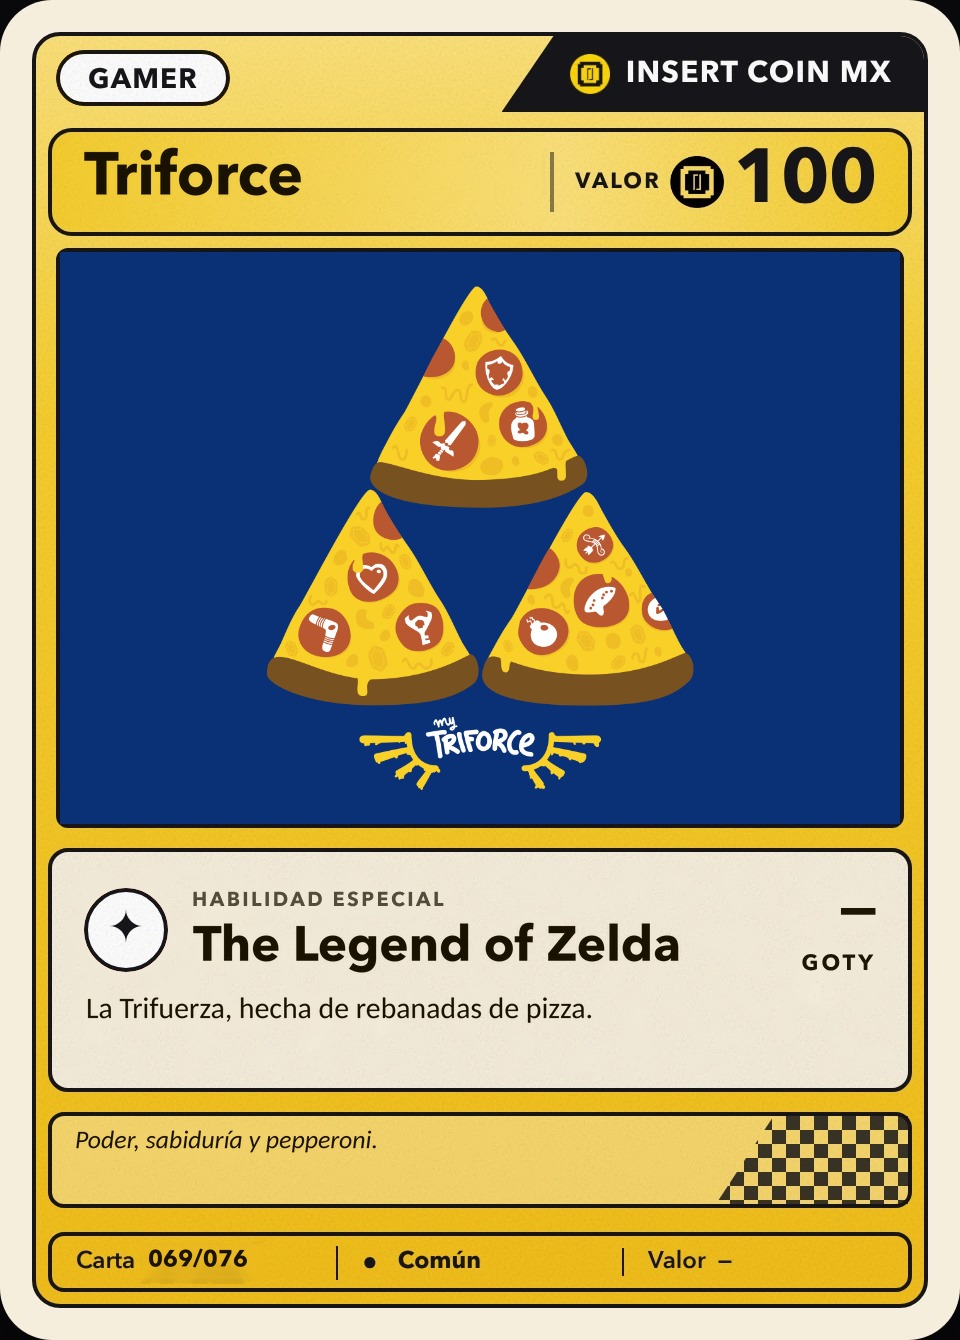 GAMER
INSERT COIN MX
Triforce
VALOR 100
my
TRIFORCE
HABILIDAD ESPECIAL
The Legend of Zelda
–
GOTY
La Trifuerza, hecha de rebanadas de pizza.
Poder, sabiduría y pepperoni.
Carta 069/076
● Común
Valor –